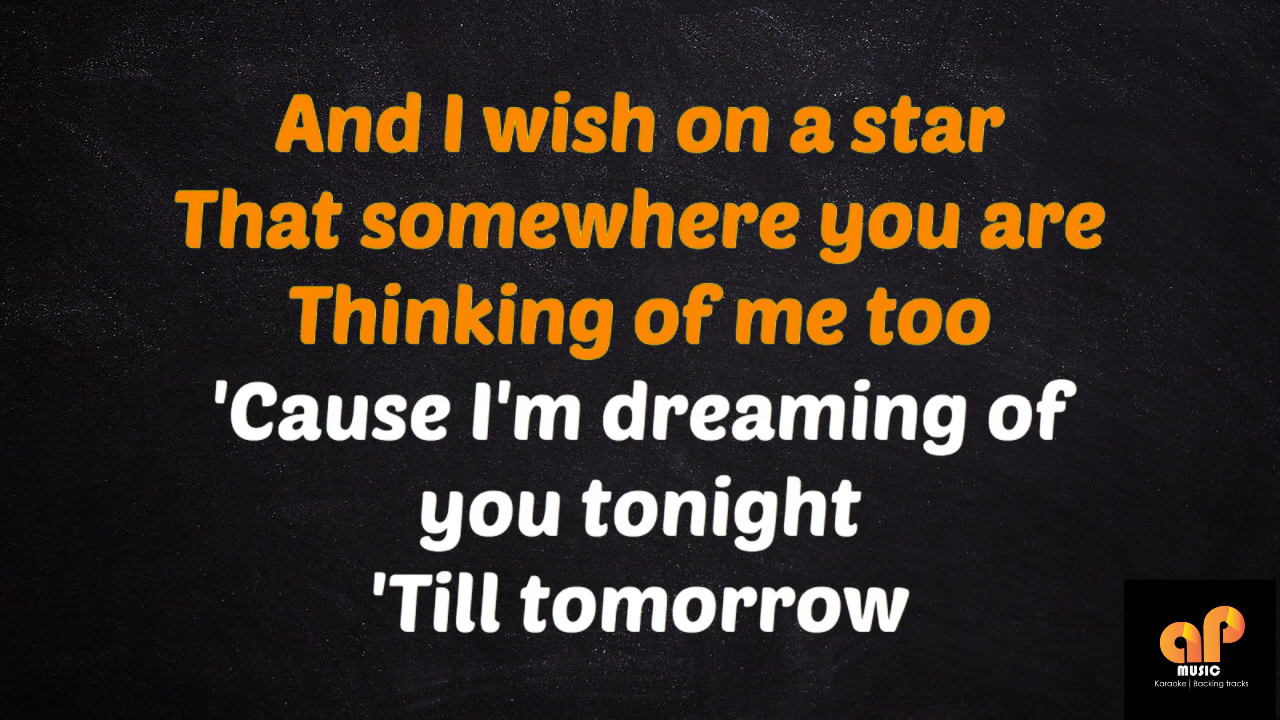 And I wish on a star
That somewhere you are
Thinking of me too
'Cause I'm dreaming of
you tonight
'Till tomorrow
ap
MUSIC
Karaoke | Backing tracks